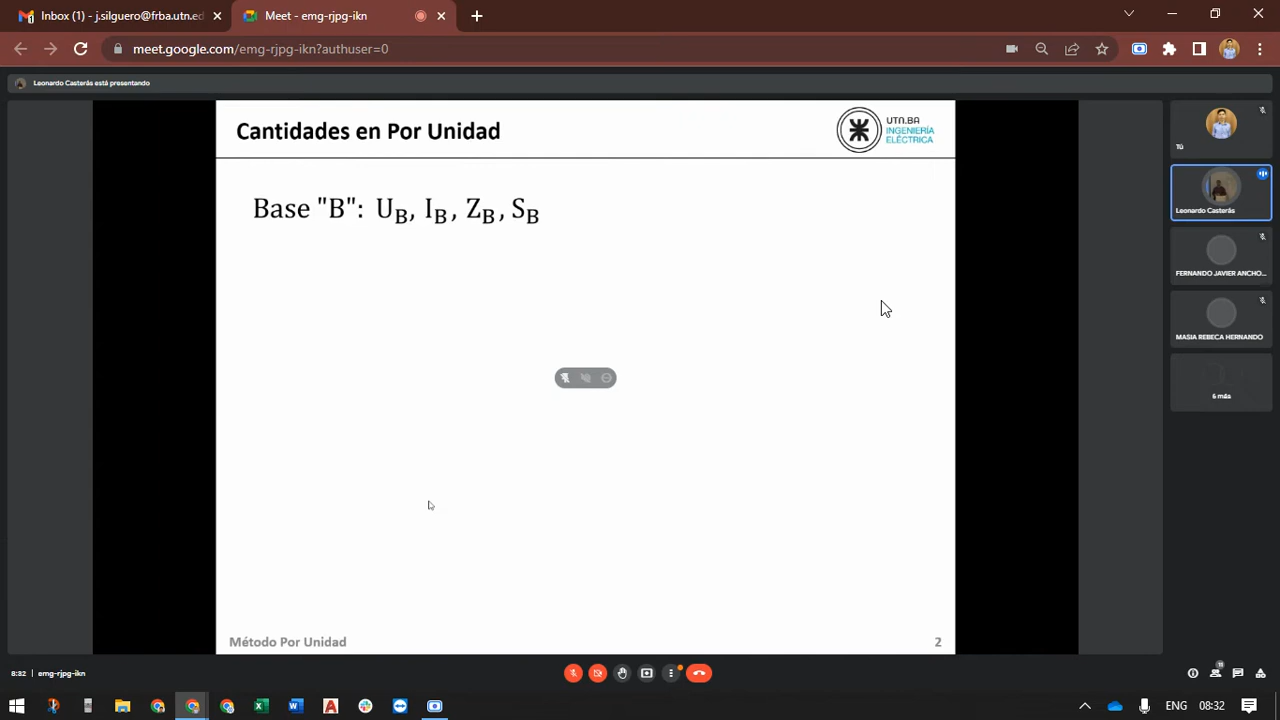 Inbox (1) - j.silguero@frba.utn.ed
Meet - emg-rjpg-ikn
meet.google.com/emg-rjpg-ikn?authuser=0
Leonardo Casterás está presentando
Cantidades en Por Unidad
UTN.BA
INGENIERÍA
ELÉCTRICA
Base "B": U_B, I_B, Z_B, S_B
Método Por Unidad
2
Tú
Leonardo Casterás
FERNANDO JAVIER ANCHO...
MASIA REBECA HERNANDO
6 más
8:32 | emg-rjpg-ikn
11
ENG
08:32